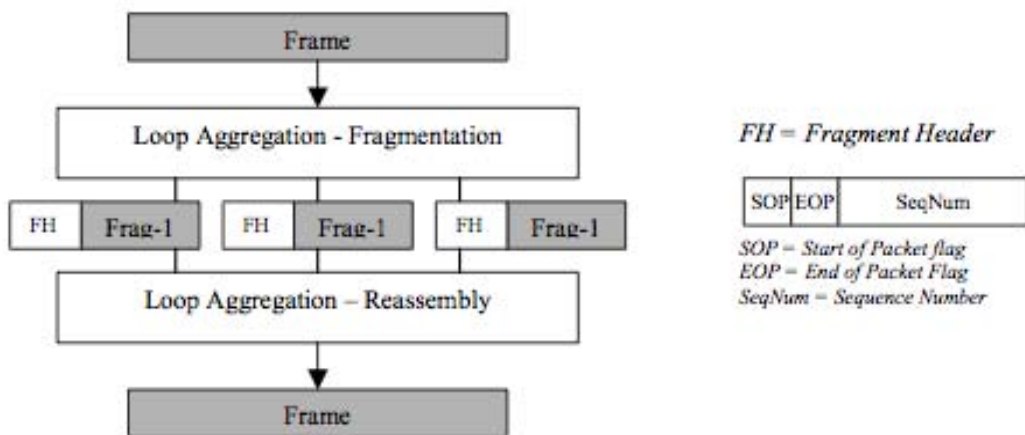 Frame
Loop Aggregation - Fragmentation
FH Frag-1 FH Frag-1 FH Frag-1
Loop Aggregation – Reassembly
Frame
FH = Fragment Header
SOP EOP SeqNum
SOP = Start of Packet flag
EOP = End of Packet Flag
SeqNum = Sequence Number